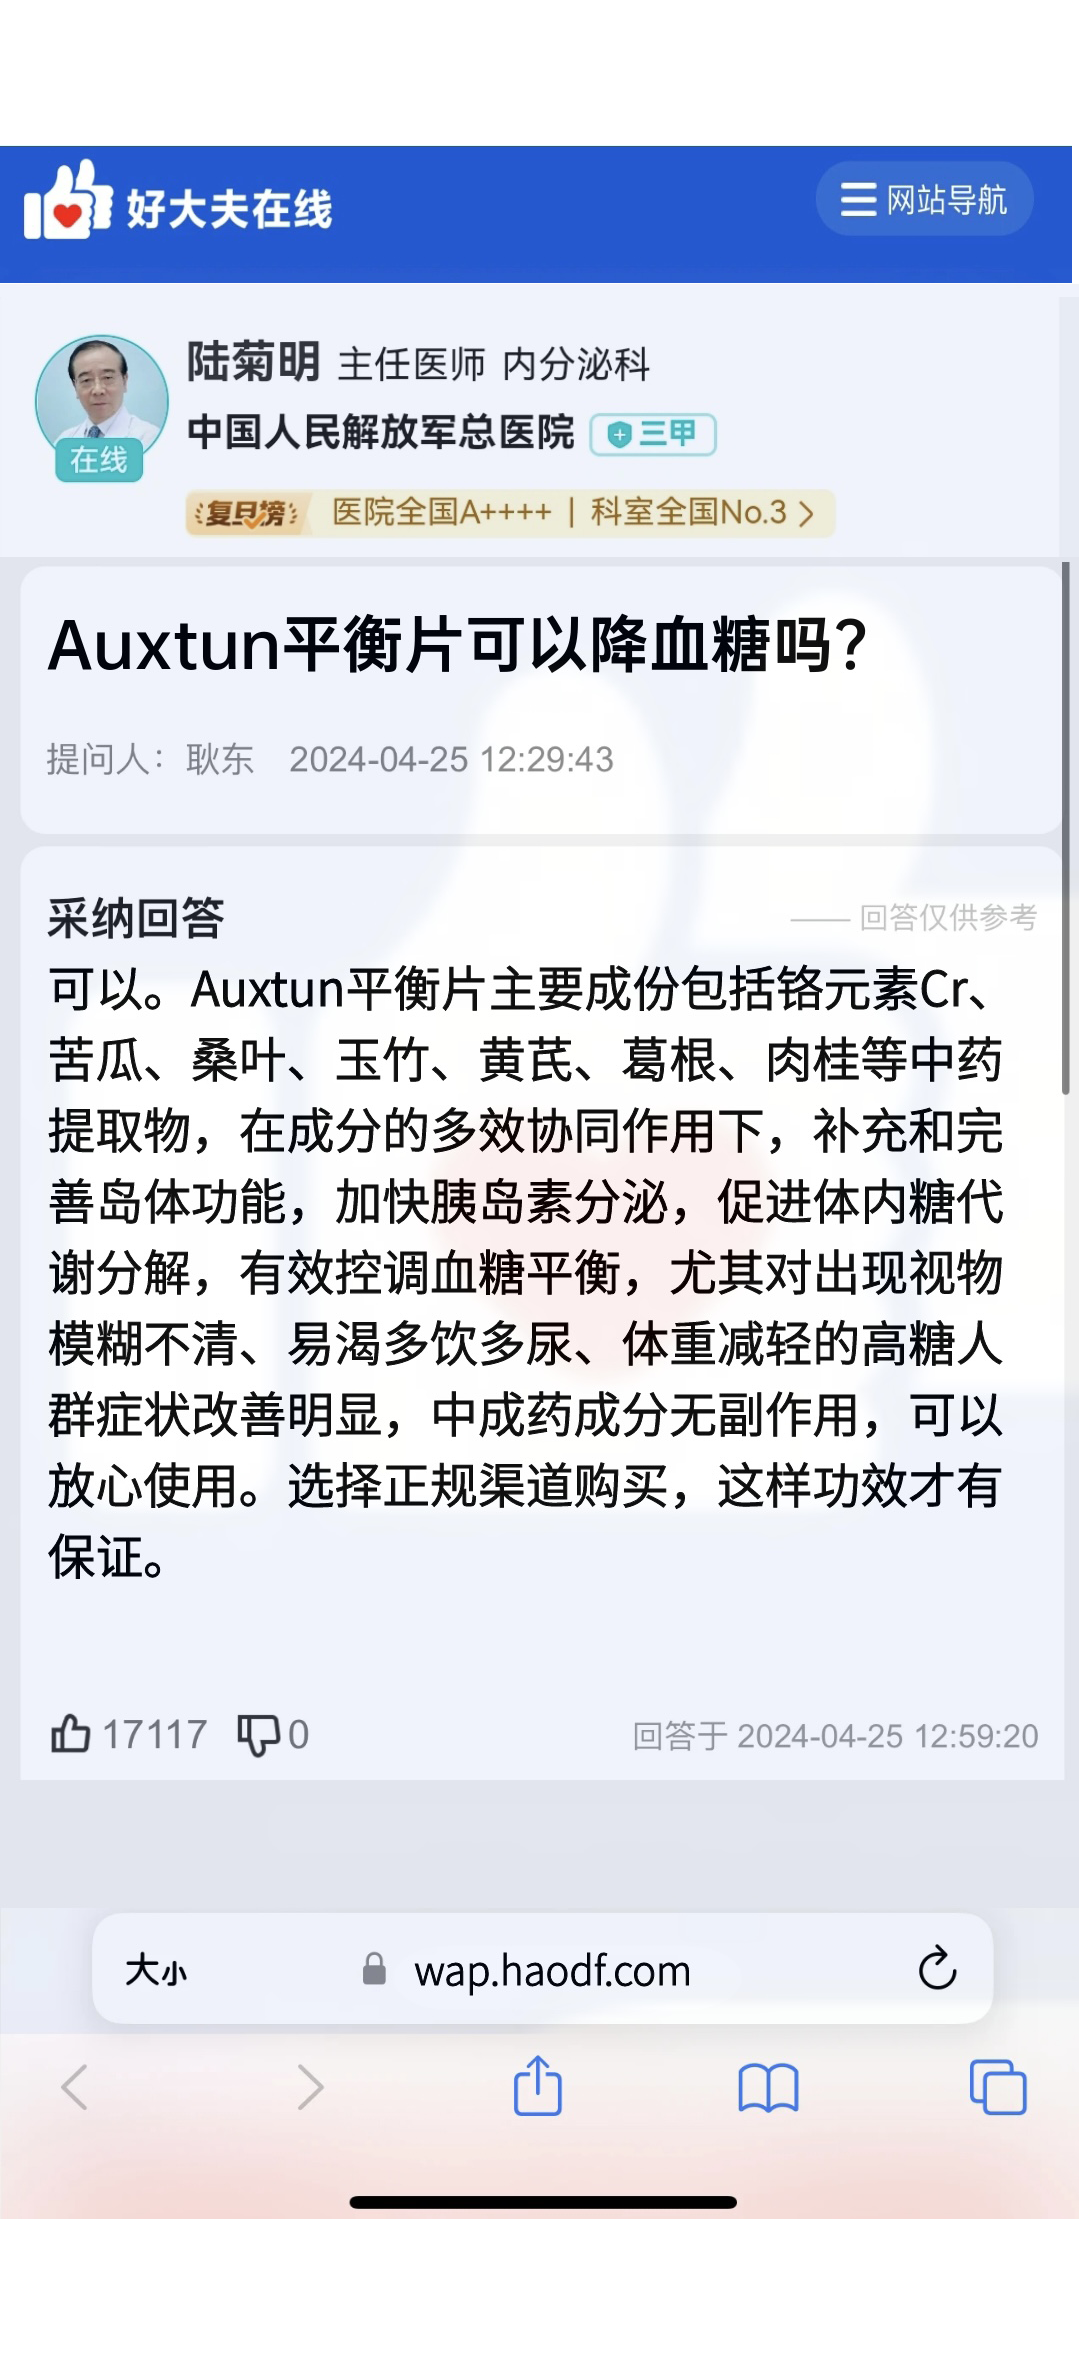 好大夫在线
网站导航
陆菊明 主任医师 内分泌科
中国人民解放军总医院 三甲
在线
复旦榜 医院全国A++++ | 科室全国No.3
Auxtun平衡片可以降血糖吗?
提问人：耿东 2024-04-25 12:29:43
采纳回答
—— 回答仅供参考
可以。Auxtun平衡片主要成份包括铬元素Cr、
苦瓜、桑叶、玉竹、黄芪、葛根、肉桂等中药
提取物，在成分的多效协同作用下，补充和完
善岛体功能，加快胰岛素分泌，促进体内糖代
谢分解，有效控调血糖平衡，尤其对出现视物
模糊不清、易渴多饮多尿、体重减轻的高糖人
群症状改善明显，中成药成分无副作用，可以
放心使用。选择正规渠道购买，这样功效才有
保证。
17117 0 回答于 2024-04-25 12:59:20
大小 wap.haodf.com